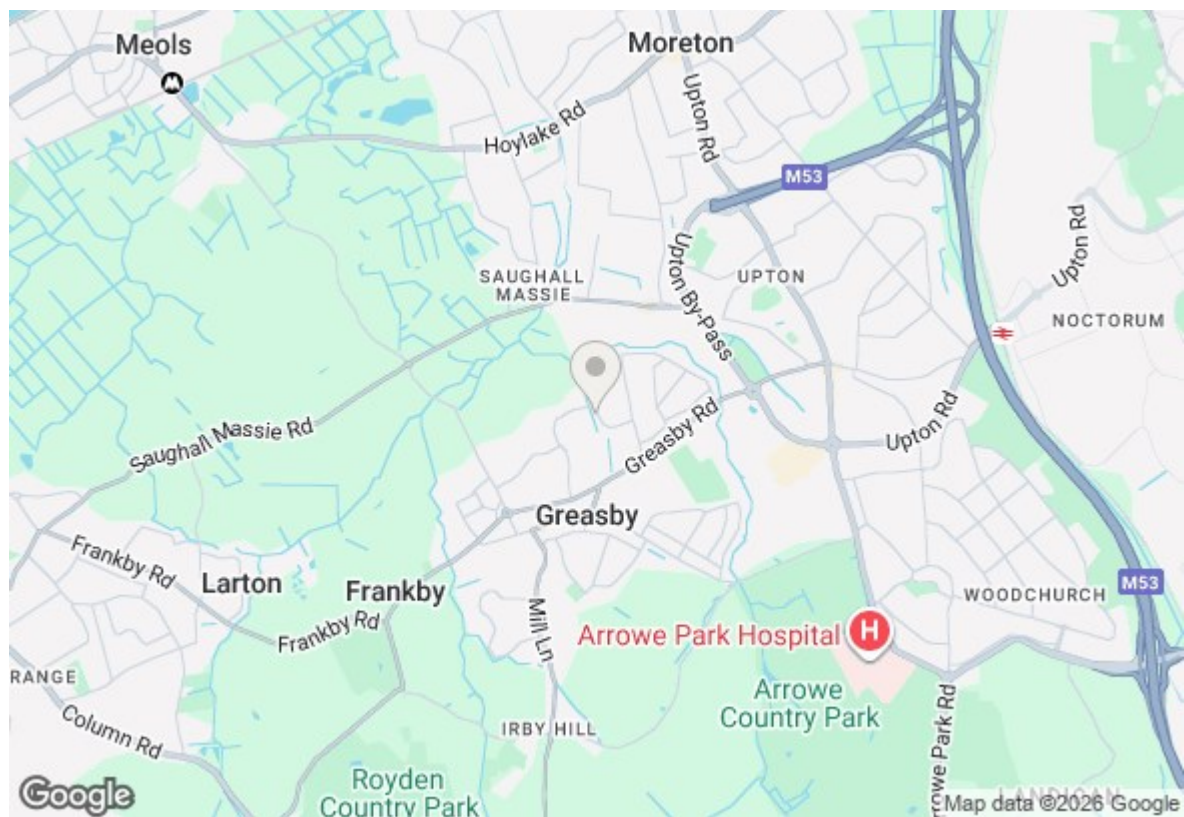 Meols
Moreton
Hoylake Rd
Upton Rd
M53
Upton Rd
SAUGHALL
MASSIE
Upton By-Pass
UPTON
NOCTORUM
Saughall Massie Rd
Greasby Rd
Upton Rd
Greasby
Frankby Rd
Larton
Frankby
Frankby Rd
Mill Ln
M53
WOODCHURCH
Arrowe Park Hospital
H
RANGE
Column Rd
IRBY HILL
Arrowe
Country Park
Royden
Country Park
rrowe Park Rd
LANDICAN
Google
Map data ©2026 Google